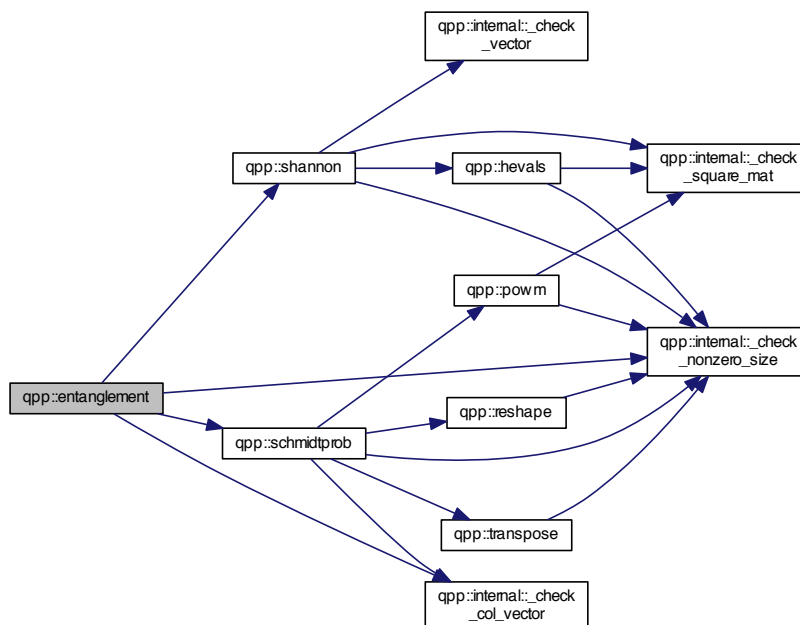 qpp::internal::_check
_vector
qpp::shannon
qpp::hevals
qpp::internal::_check
_square_mat
qpp::powm
qpp::internal::_check
_nonzero_size
qpp::entanglement
qpp::reshape
qpp::schmidtprob
qpp::transpose
qpp::internal::_check
_col_vector